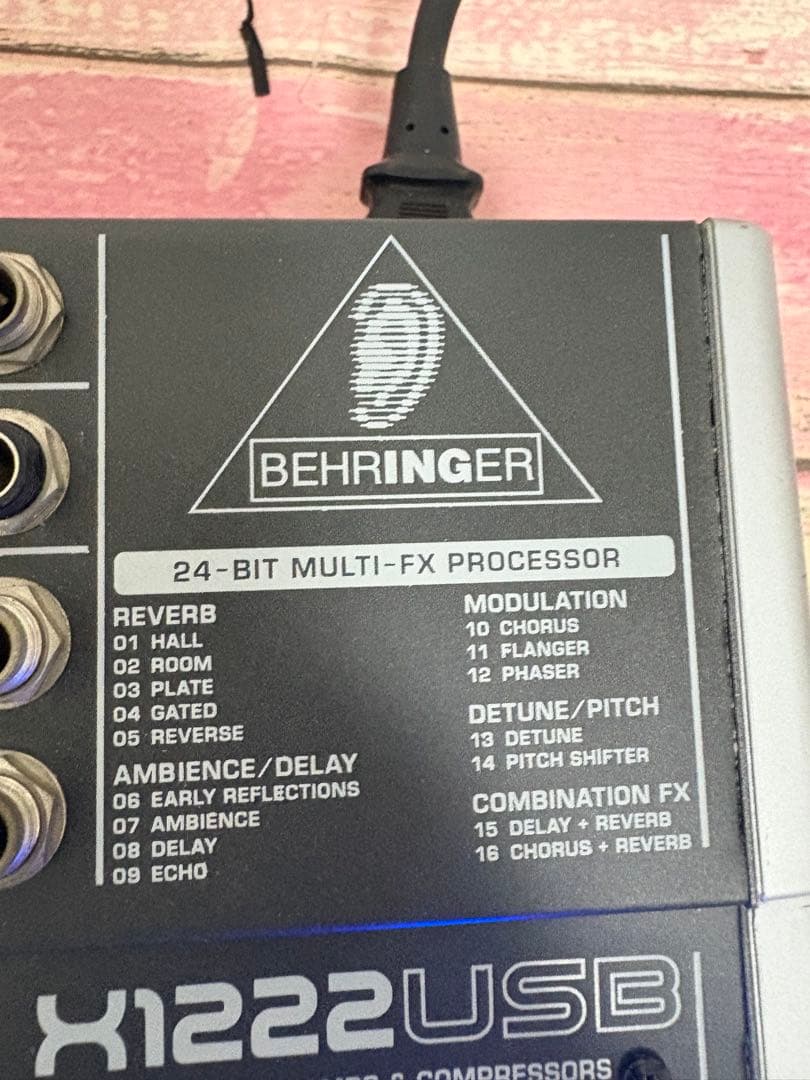 BEHRINGER
24-BIT MULTI-FX PROCESSOR
REVERB
01 HALL
02 ROOM
03 PLATE
04 GATED
05 REVERSE
AMBIENCE/DELAY
06 EARLY REFLECTIONS
07 AMBIENCE
08 DELAY
09 ECHO
MODULATION
10 CHORUS
11 FLANGER
12 PHASER
DETUNE/PITCH
13 DETUNE
14 PITCH SHIFTER
COMBINATION FX
15 DELAY + REVERB
16 CHORUS + REVERB
X1222USB
& COMPRESSORS